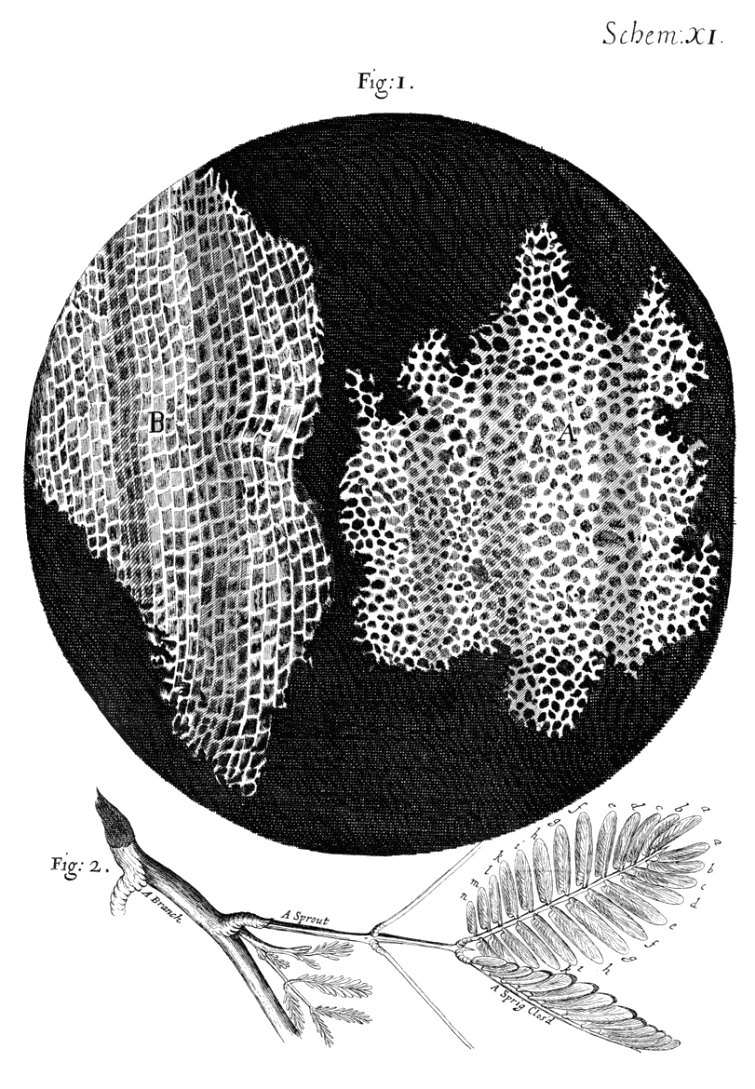 Schem: XI.
Fig: 1.
B
A
Fig: 2.
A Branch
A Sprout
a
b
c
d
e
f
g
h
i
k
l
m
n
a
b
c
d
e
f
g
h
i
A Sprig Clos'd